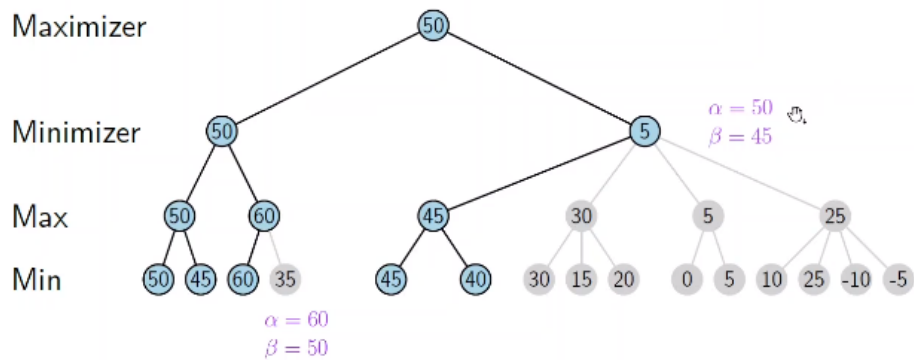 Maximizer 50
Minimizer 50 5 α = 50
β = 45
Max 50 60 45 30 5 25
Min 50 45 60 35 45 40 30 15 20 0 5 10 25 -10 -5
α = 60
β = 50